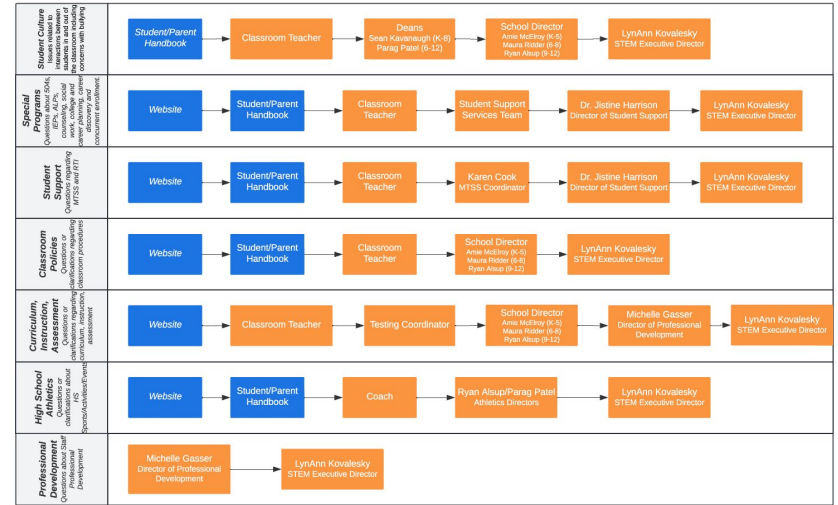 Student Culture
Issues related to
interactions between
students in and out of
the classroom including
concerns with bullying
Student/Parent
Handbook
Classroom Teacher
Deans
Sean Kavanaugh (K-8)
Parag Patel (6-12)
School Director
Amie McElroy (K-5)
Maura Ridder (6-8)
Ryan Alsup (9-12)
LynAnn Kovalesky
STEM Executive Director
Special
Programs
Questions about 504s,
IEPs, ALPs,
counseling, social
work, college and
career planning, career
discovery and
concurrent enrollment.
Website
Student/Parent
Handbook
Classroom
Teacher
Student Support
Services Team
Dr. Jistine Harrison
Director of Student Support
LynAnn Kovalesky
STEM Executive Director
Student
Support
Questions regarding
MTSS and RTI
Website
Student/Parent
Handbook
Classroom
Teacher
Karen Cook
MTSS Coordinator
Dr. Jistine Harrison
Director of Student Support
LynAnn Kovalesky
STEM Executive Director
Classroom
Policies
Questions or
clarifications regarding
classroom procedures
Website
Student/Parent
Handbook
Classroom
Teacher
School Director
Amie McElroy (K-5)
Maura Ridder (6-8)
Ryan Alsup (9-12)
LynAnn Kovalesky
STEM Executive Director
Curriculum,
Instruction,
Assessment
Questions or
clarifications regarding
curriculum, instruction,
assessment
Website
Classroom Teacher
Testing Coordinator
School Director
Amie McElroy (K-5)
Maura Ridder (6-8)
Ryan Alsup (9-12)
Michelle Gasser
Director of Professional
Development
LynAnn Kovalesky
STEM Executive Director
High School
Athletics
Questions or
clarifications about
HS
Sports/Activities/Events
Website
Student/Parent
Handbook
Coach
Ryan Alsup/Parag Patel
Athletics Directors
LynAnn Kovalesky
STEM Executive Director
Professional
Development
Questions about Staff
Professional
Development
Michelle Gasser
Director of Professional
Development
LynAnn Kovalesky
STEM Executive Director